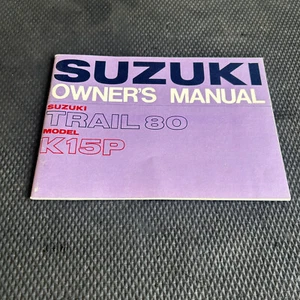 SUZUKI
OWNER'S MANUAL
SUZUKI
TRAIL 80
MODEL
K15P